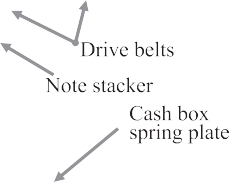 Drive belts
Note stacker
Cash box
spring plate